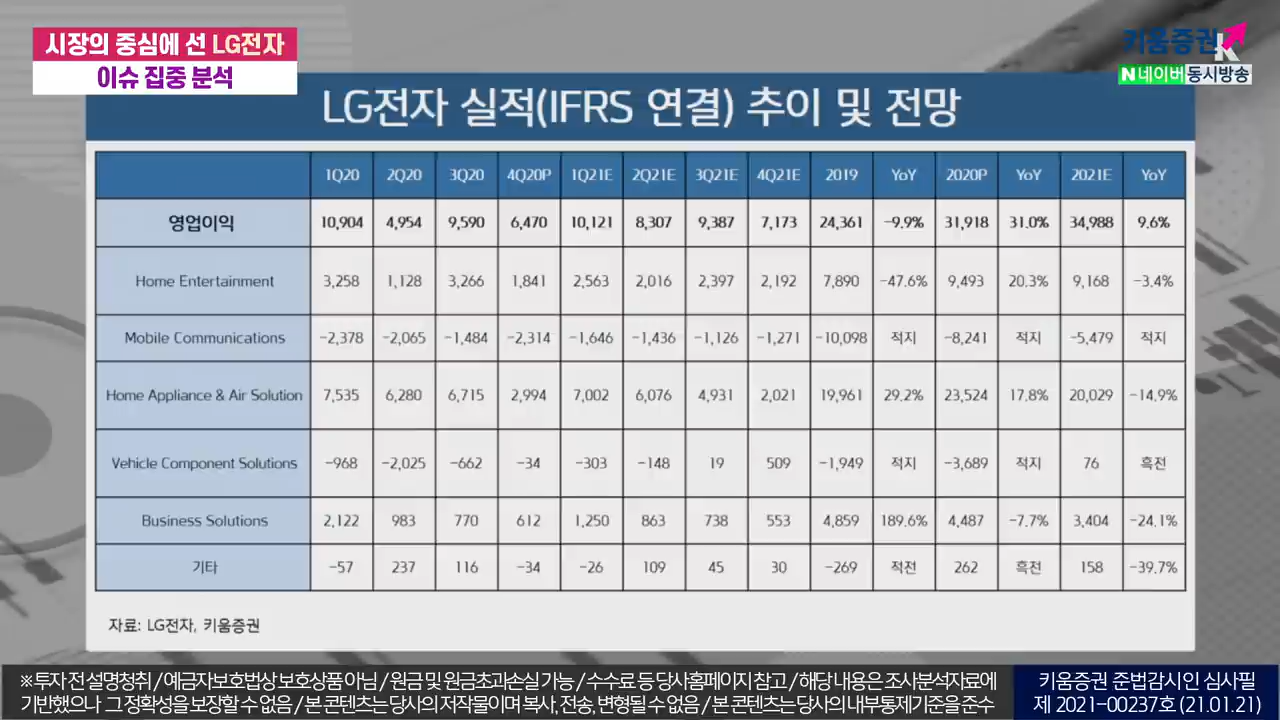 시장의 중심에 선 LG전자
이슈 집중 분석
키움증권
N 네이버 동시방송
LG전자 실적(IFRS 연결) 추이 및 전망
1Q20 2Q20 3Q20 4Q20P 1Q21E 2Q21E 3Q21E 4Q21E 2019 YoY 2020P YoY 2021E YoY
영업이익 10,904 4,954 9,590 6,470 10,121 8,307 9,387 7,173 24,361 -9.9% 31,918 31.0% 34,988 9.6%
Home Entertainment 3,258 1,128 3,266 1,841 2,563 2,016 2,397 2,192 7,890 -47.6% 9,493 20.3% 9,168 -3.4%
Mobile Communications -2,378 -2,065 -1,484 -2,314 -1,646 -1,436 -1,126 -1,271 -10,098 적지 -8,241 적지 -5,479 적지
Home Appliance & Air Solution 7,535 6,280 6,715 2,994 7,002 6,076 4,931 2,021 19,961 29.2% 23,524 17.8% 20,029 -14.9%
Vehicle Component Solutions -968 -2,025 -662 -34 -303 -148 19 509 -1,949 적지 -3,689 적지 76 흑전
Business Solutions 2,122 983 770 612 1,250 863 738 553 4,859 189.6% 4,487 -7.7% 3,404 -24.1%
기타 -57 237 116 -34 -26 109 45 30 -269 적전 262 흑전 158 -39.7%
자료: LG전자, 키움증권
※ 투자 전 설명청취 / 예금자보호법상 보호상품 아님 / 원금 및 원금초과손실 가능 / 수수료 등 당사홈페이지 참고 / 해당 내용은 조사분석자료에
기반했으나 그 정확성을 보장할 수 없음 / 본 콘텐츠는 당사의 저작물이며 복사, 전송, 변형될 수 없음 / 본 콘텐츠는 당사의 내부통제기준을 준수
키움증권 준법감시인 심사필
제 2021-00237호 (21.01.21)